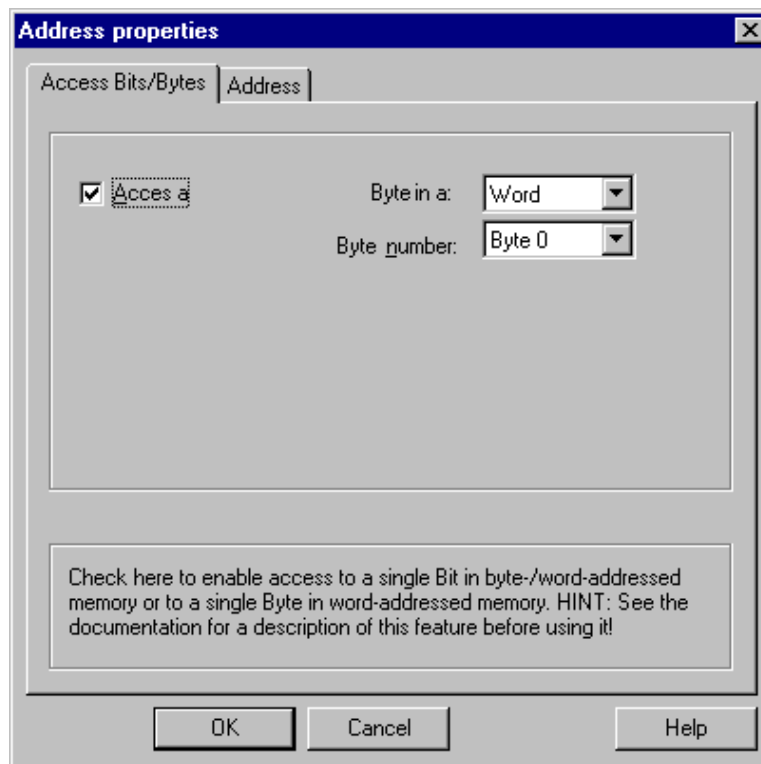 Address properties
Access Bits/Bytes Address
Acces a Byte in a: Word
Byte number: Byte 0
Check here to enable access to a single Bit in byte-/word-addressed
memory or to a single Byte in word-addressed memory. HINT: See the
documentation for a description of this feature before using it!
OK Cancel Help